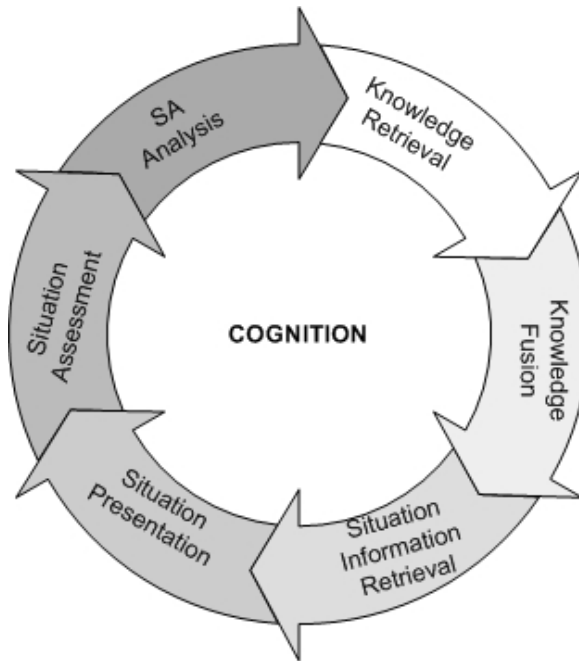 SA
Analysis
Knowledge
Retrieval
Knowledge
Fusion
Situation
Information
Retrieval
Situation
Presentation
Situation
Assessment
COGNITION